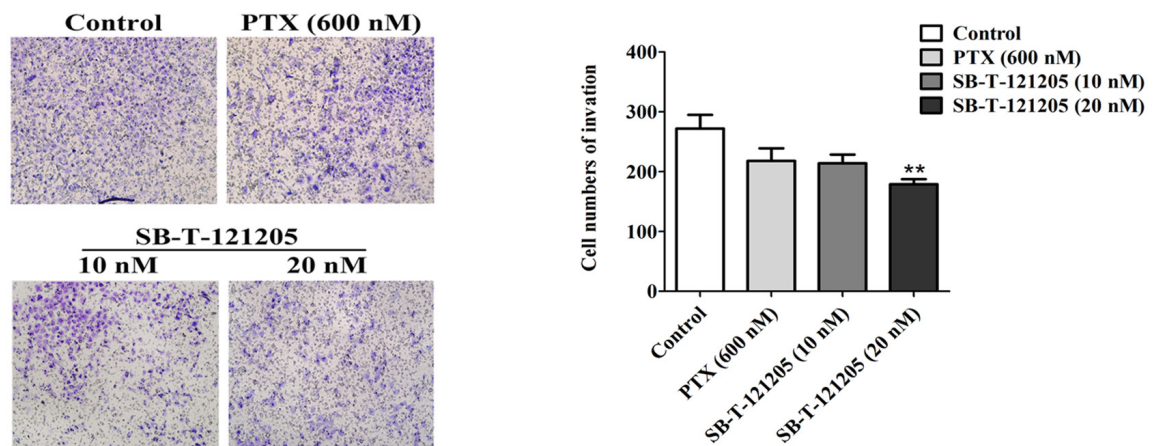 Control
PTX (600 nM)
SB-T-121205
10 nM
20 nM
Control
PTX (600 nM)
SB-T-121205 (10 nM)
SB-T-121205 (20 nM)
Cell numbers of invation
400
300
200
100
0
**
Control
PTX (600 nM)
SB-T-121205 (10 nM)
SB-T-121205 (20 nM)